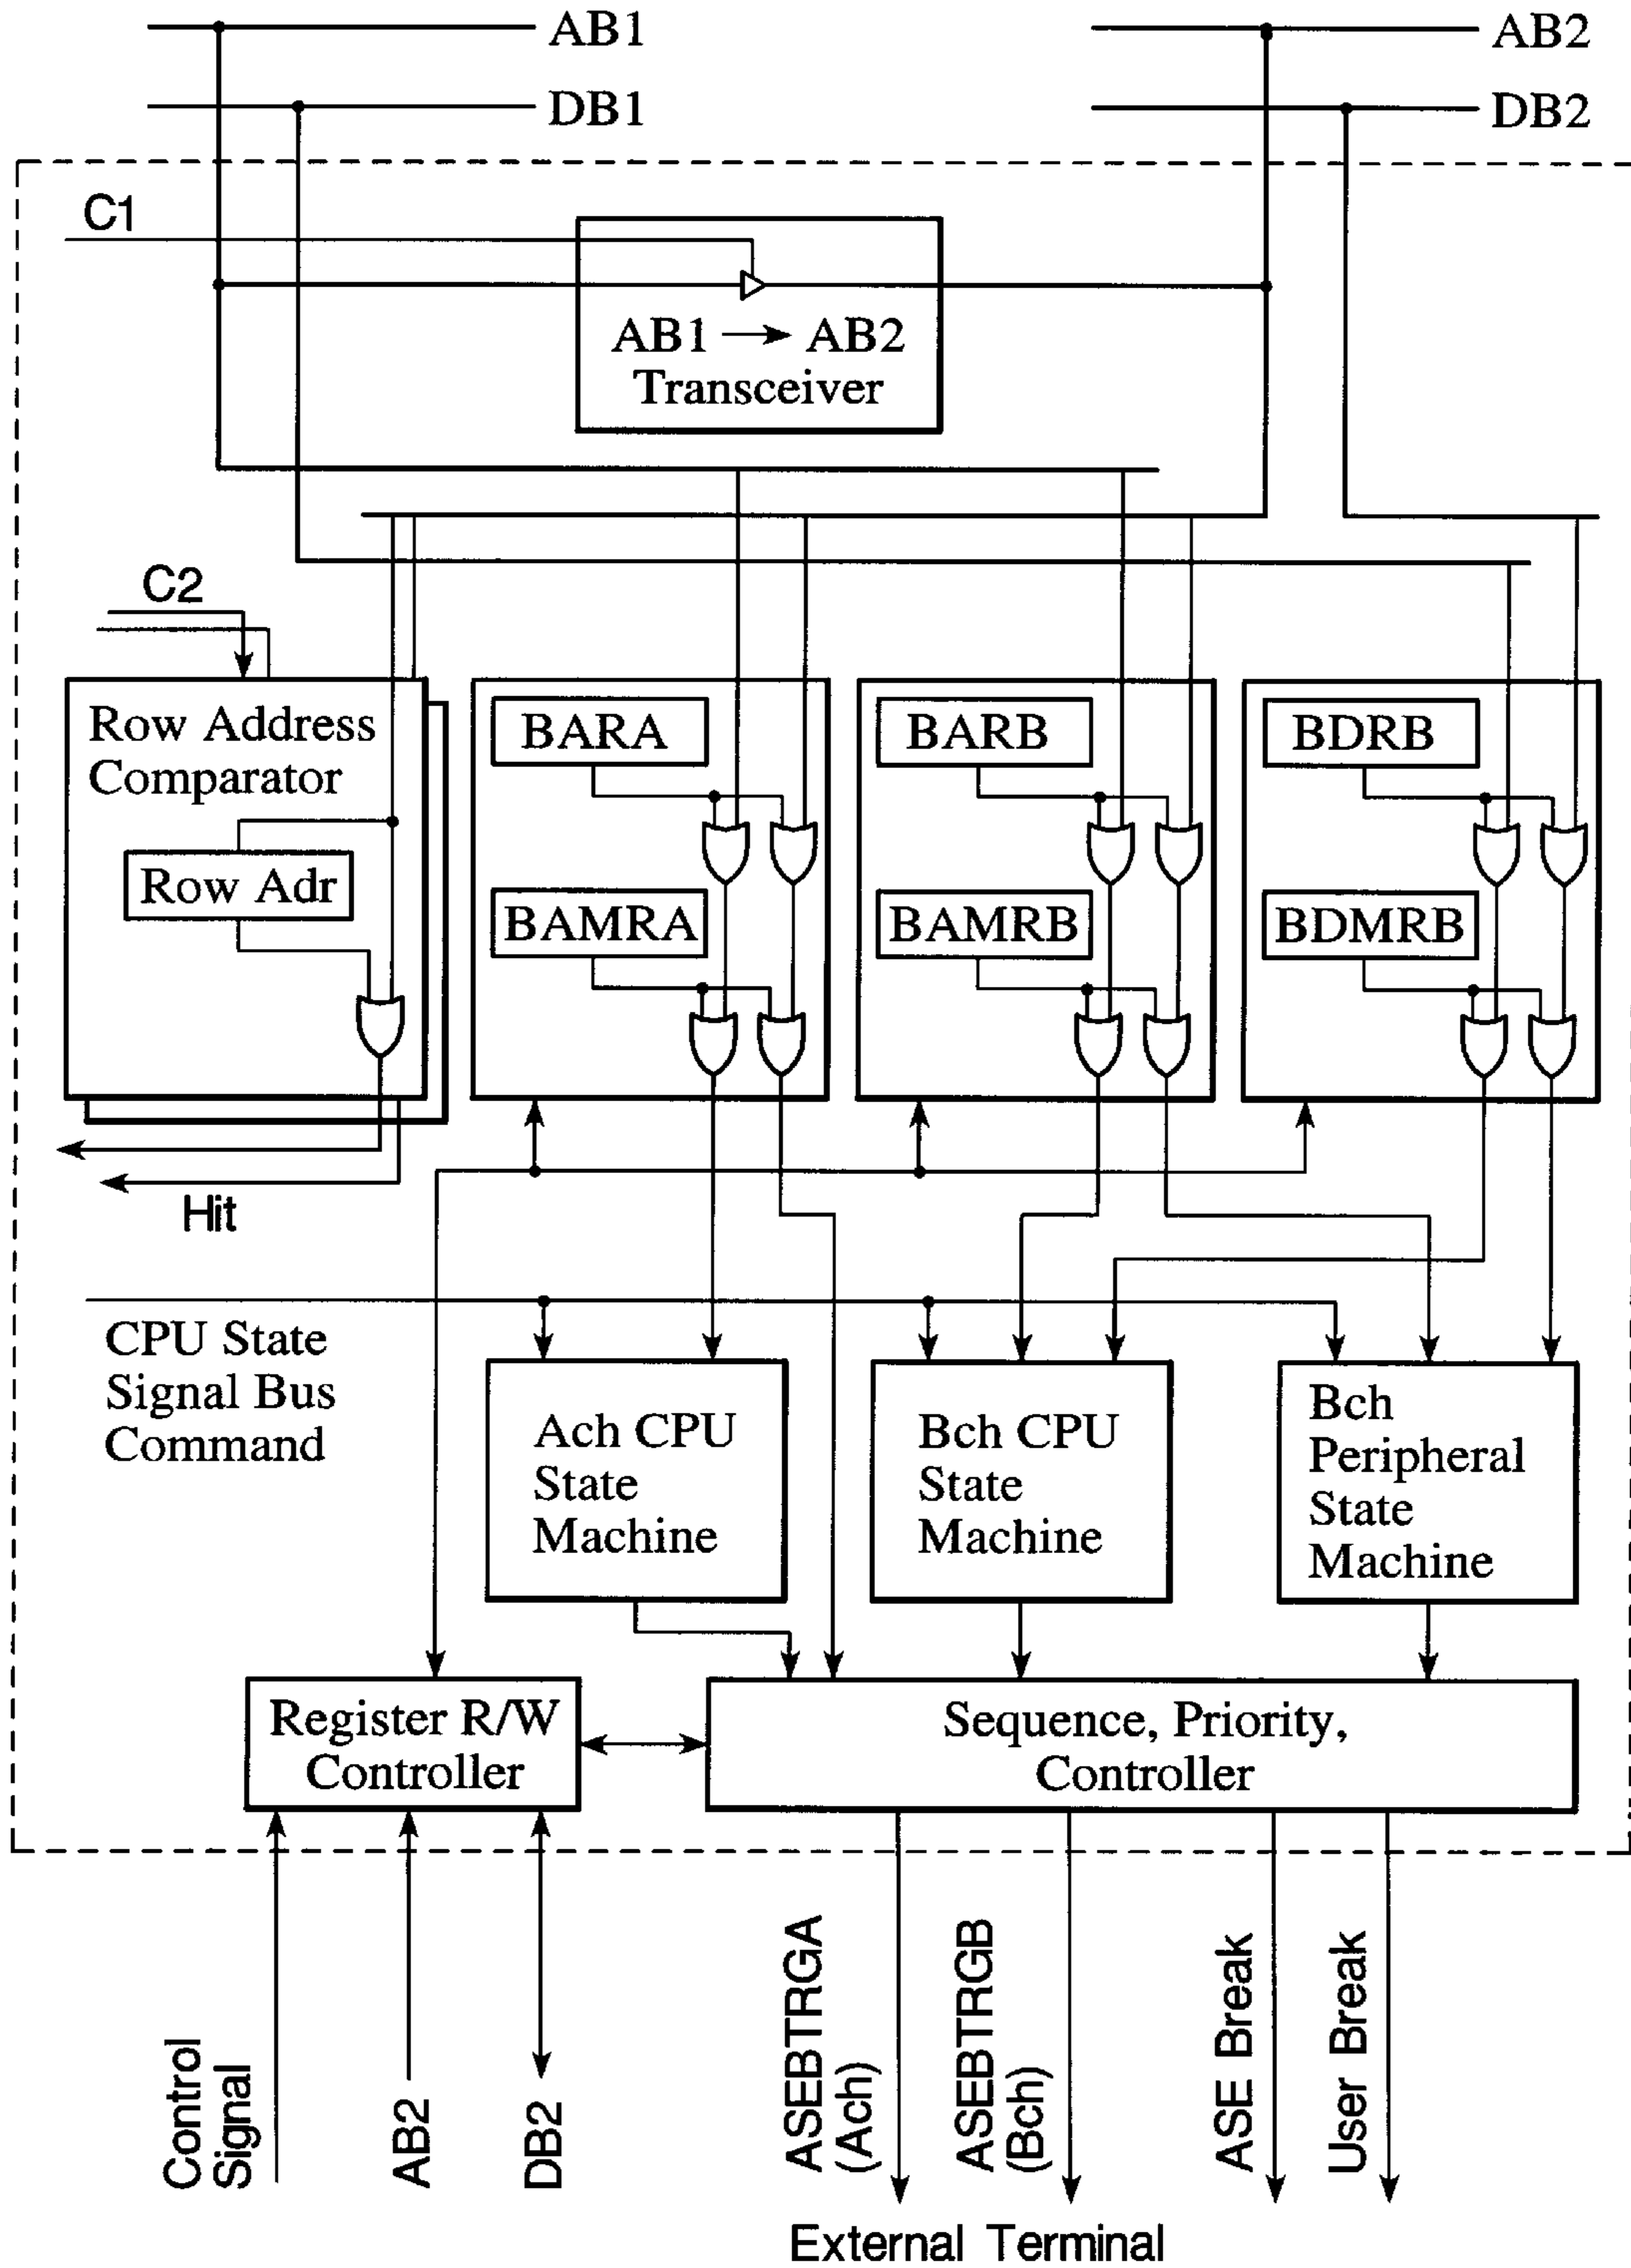 AB1
AB2
DB1
DB2
C1
AB1 → AB2
Transceiver
C2
Row Address
Comparator
Row Adr
BARA
BAMRA
BARB
BAMRB
BDRB
BDMRB
Hit
CPU State
Signal Bus
Command
Ach CPU
State
Machine
Bch CPU
State
Machine
Bch
Peripheral
State
Machine
Register R/W
Controller
Sequence, Priority,
Controller
Control
Signal
AB2
DB2
ASEBTRGA
(Ach)
ASEBTRGB
(Bch)
ASE Break
User Break
External Terminal